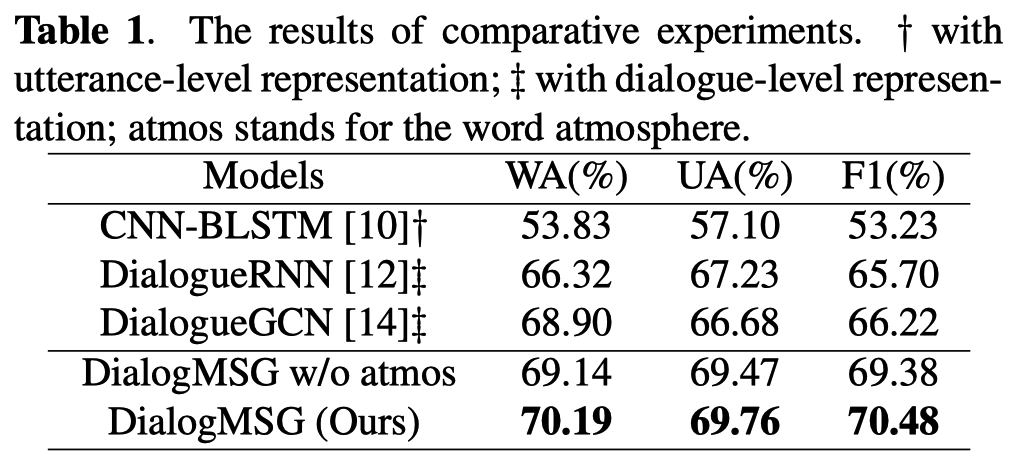 Table 1. The results of comparative experiments. † with
utterance-level representation; ‡ with dialogue-level represen-
tation; atmos stands for the word atmosphere.
Models WA(%) UA(%) F1(%)
CNN-BLSTM [10]† 53.83 57.10 53.23
DialogueRNN [12]‡ 66.32 67.23 65.70
DialogueGCN [14]‡ 68.90 66.68 66.22
DialogMSG w/o atmos 69.14 69.47 69.38
DialogMSG (Ours) 70.19 69.76 70.48